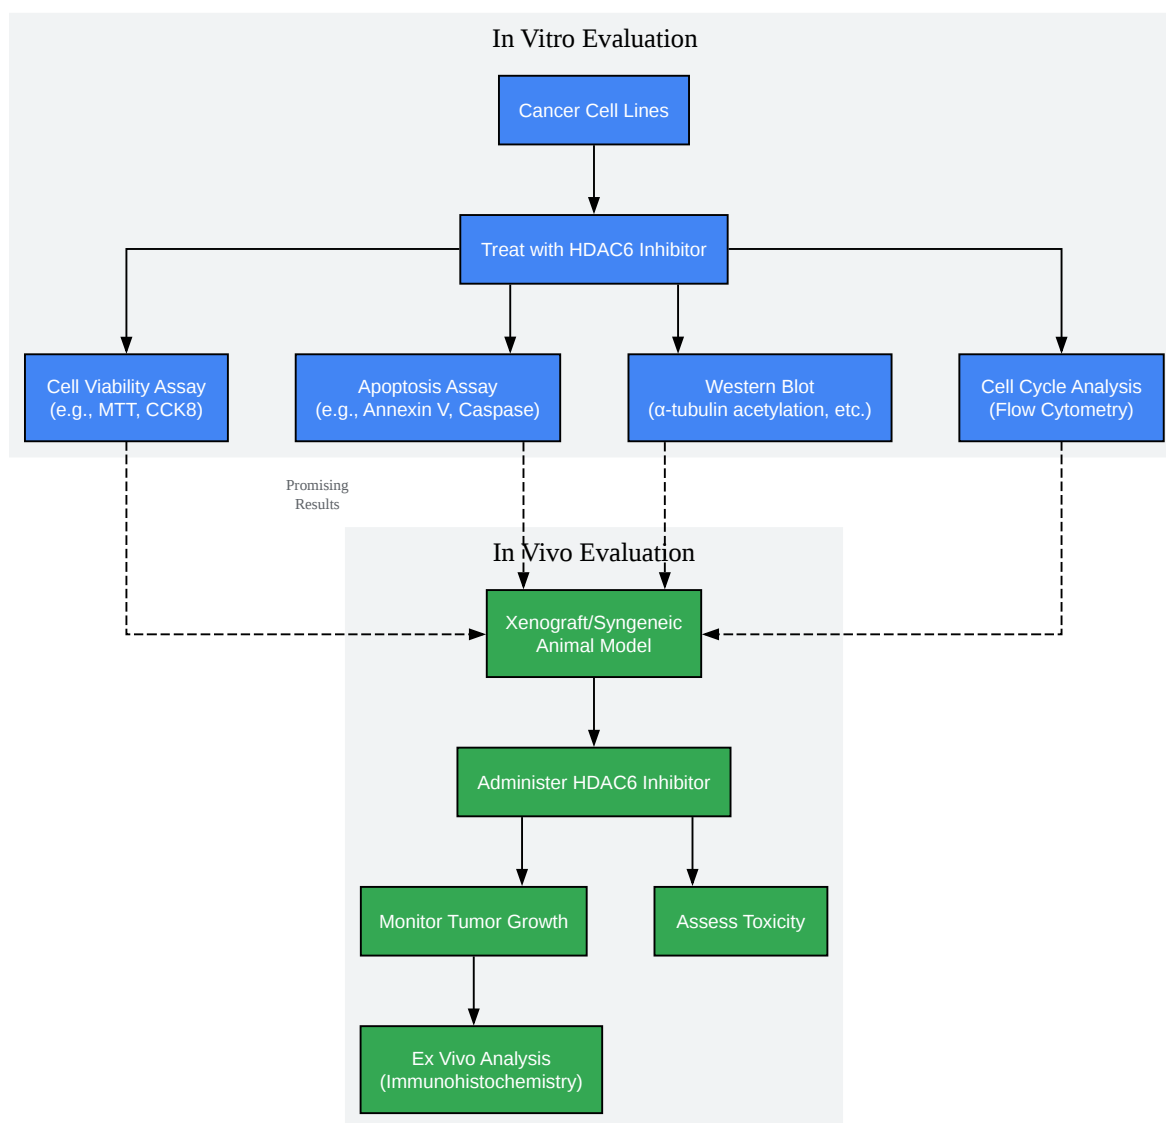 In Vitro Evaluation
Cancer Cell Lines
Treat with HDAC6 Inhibitor
Cell Viability Assay
(e.g., MTT, CCK8)
Apoptosis Assay
(e.g., Annexin V, Caspase)
Western Blot
(α-tubulin acetylation, etc.)
Cell Cycle Analysis
(Flow Cytometry)
Promising
Results
In Vivo Evaluation
Xenograft/Syngeneic
Animal Model
Administer HDAC6 Inhibitor
Monitor Tumor Growth
Assess Toxicity
Ex Vivo Analysis
(Immunohistochemistry)